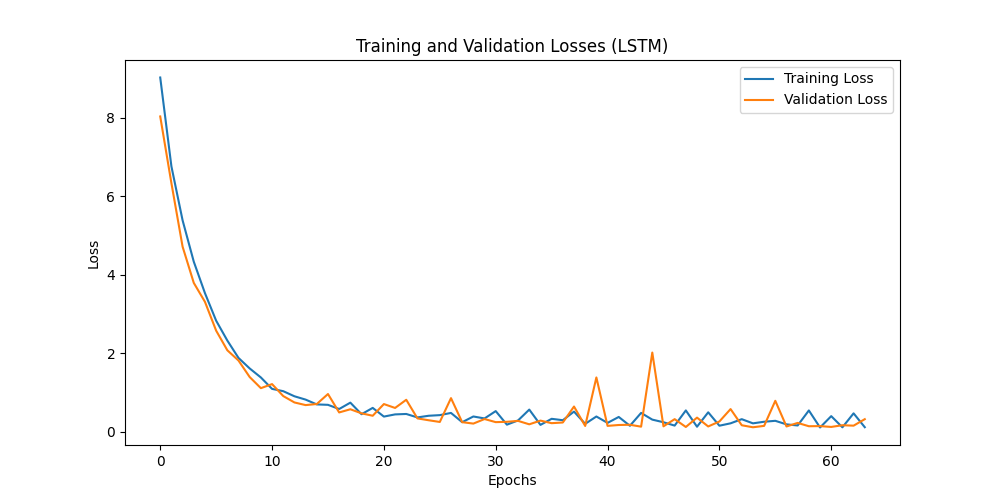 Training and Validation Losses (LSTM)
Training Loss
Validation Loss
Loss
8
6
4
2
0
0 10 20 30 40 50 60
Epochs